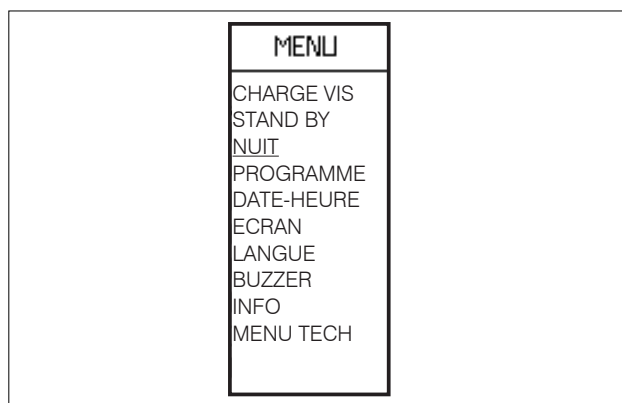 MENU
CHARGE VIS
STAND BY
NUIT
PROGRAMME
DATE-HEURE
ECRAN
LANGUE
BUZZER
INFO
MENU TECH